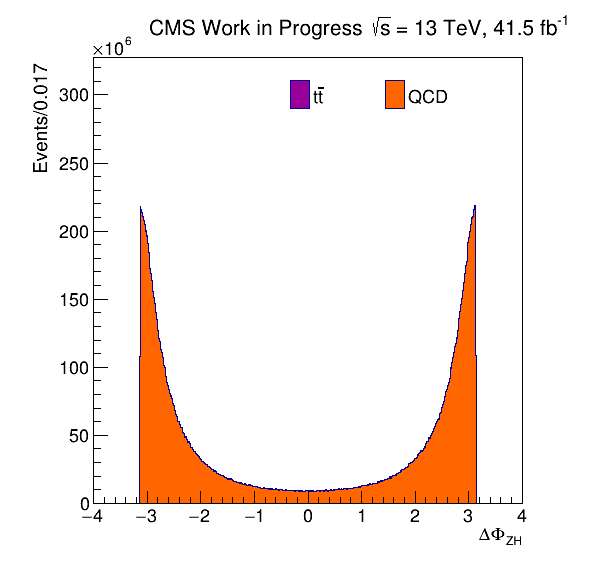 CMS Work in Progress √s = 13 TeV, 41.5 fb⁻¹
×10⁶
Events/0.017
tt̅
QCD
300
250
200
150
100
50
0
−4 −3 −2 −1 0 1 2 3 4
ΔΦ_ZH